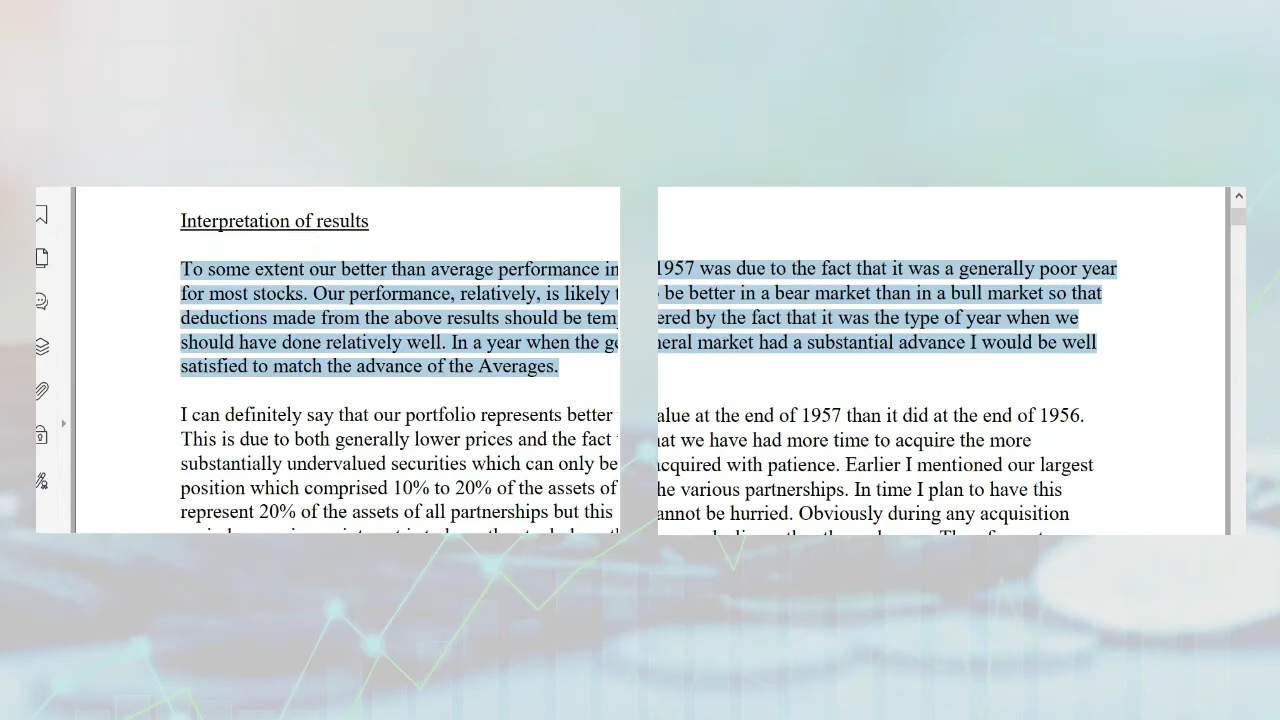 Interpretation of results
To some extent our better than average performance in 1957 was due to the fact that it was a generally poor year
for most stocks. Our performance, relatively, is likely to be better in a bear market than in a bull market so that
deductions made from the above results should be tempered by the fact that it was the type of year when we
should have done relatively well. In a year when the general market had a substantial advance I would be well
satisfied to match the advance of the Averages.
I can definitely say that our portfolio represents better value at the end of 1957 than it did at the end of 1956.
This is due to both generally lower prices and the fact that we have had more time to acquire the more
substantially undervalued securities which can only be acquired with patience. Earlier I mentioned our largest
position which comprised 10% to 20% of the assets of the various partnerships. In time I plan to have this
represent 20% of the assets of all partnerships but this cannot be hurried. Obviously during any acquisition